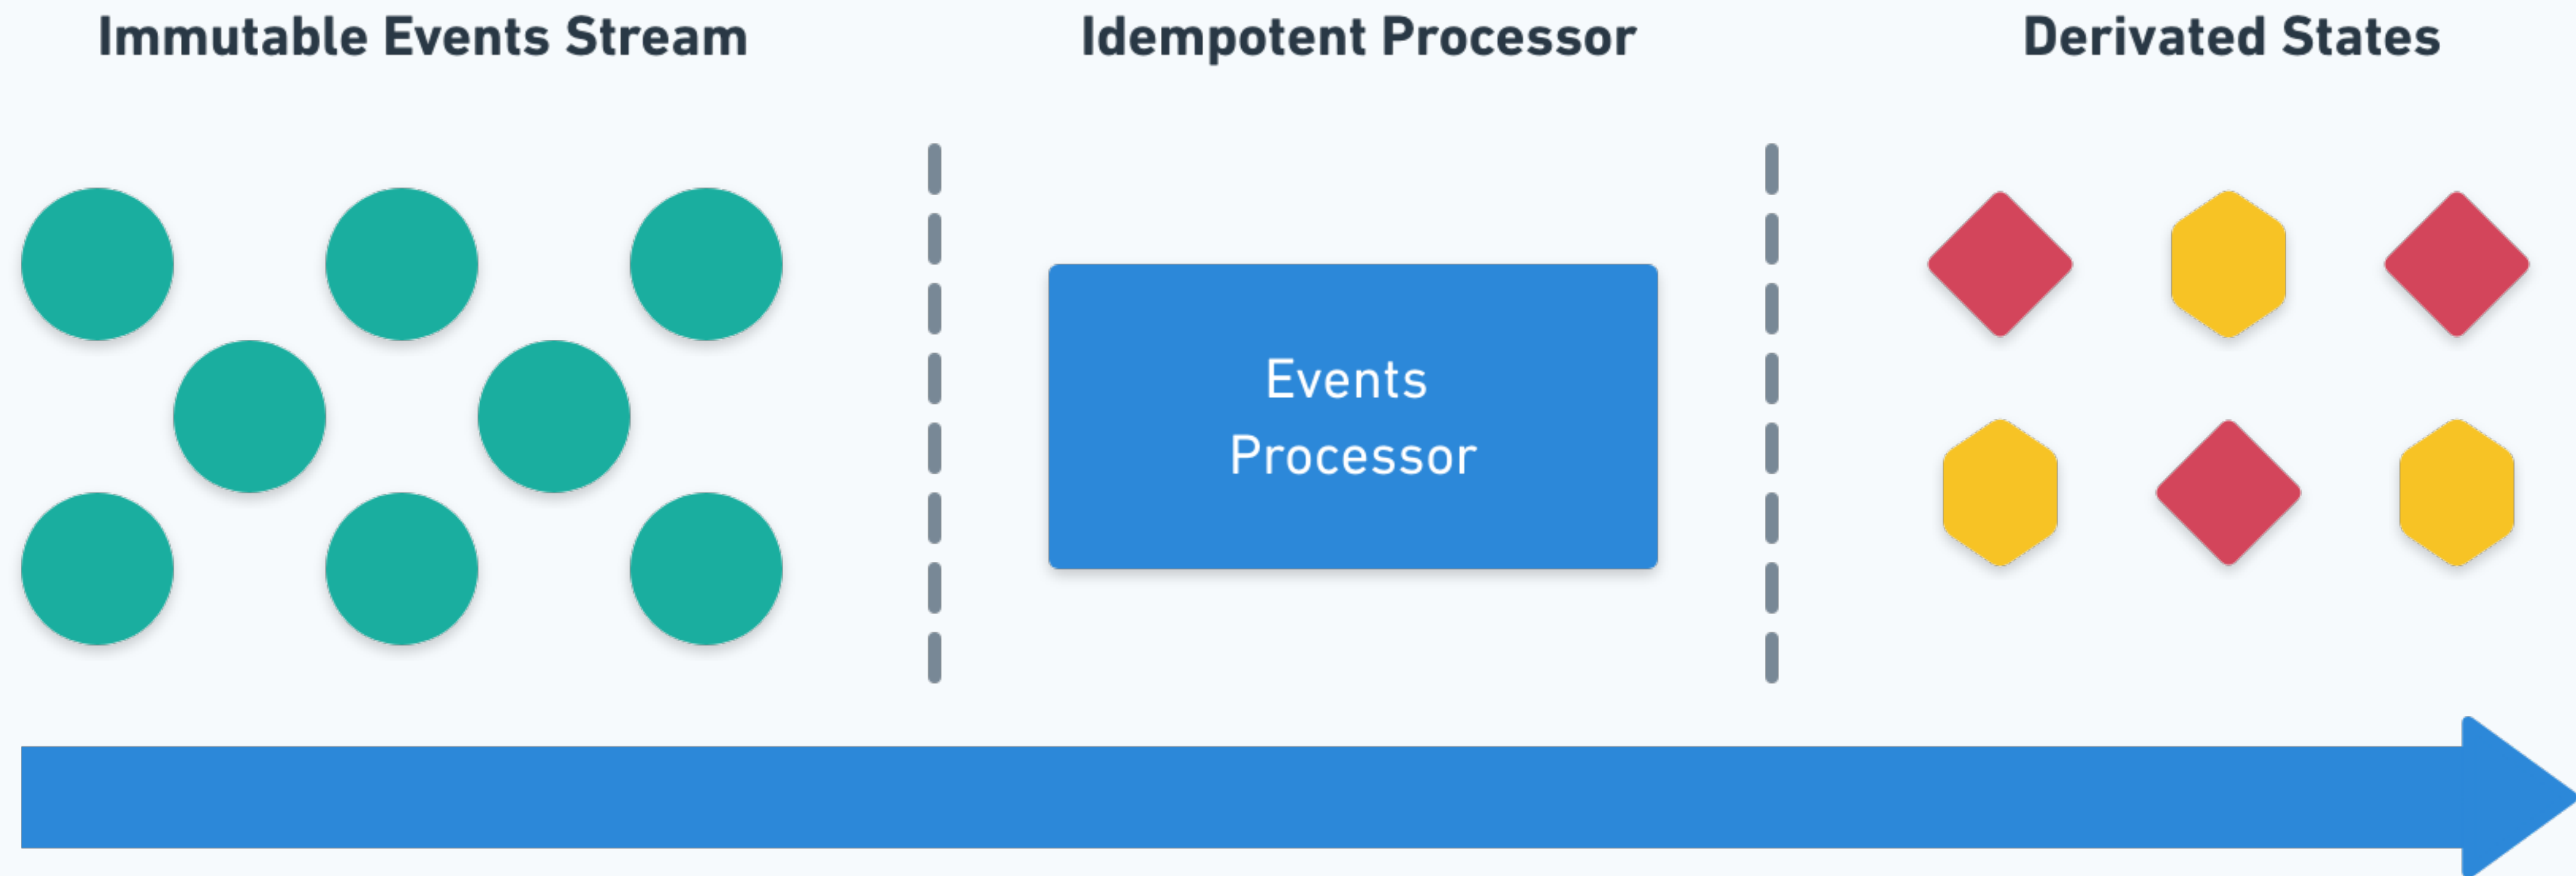 Immutable Events Stream
Idempotent Processor
Derivated States
Events
Processor